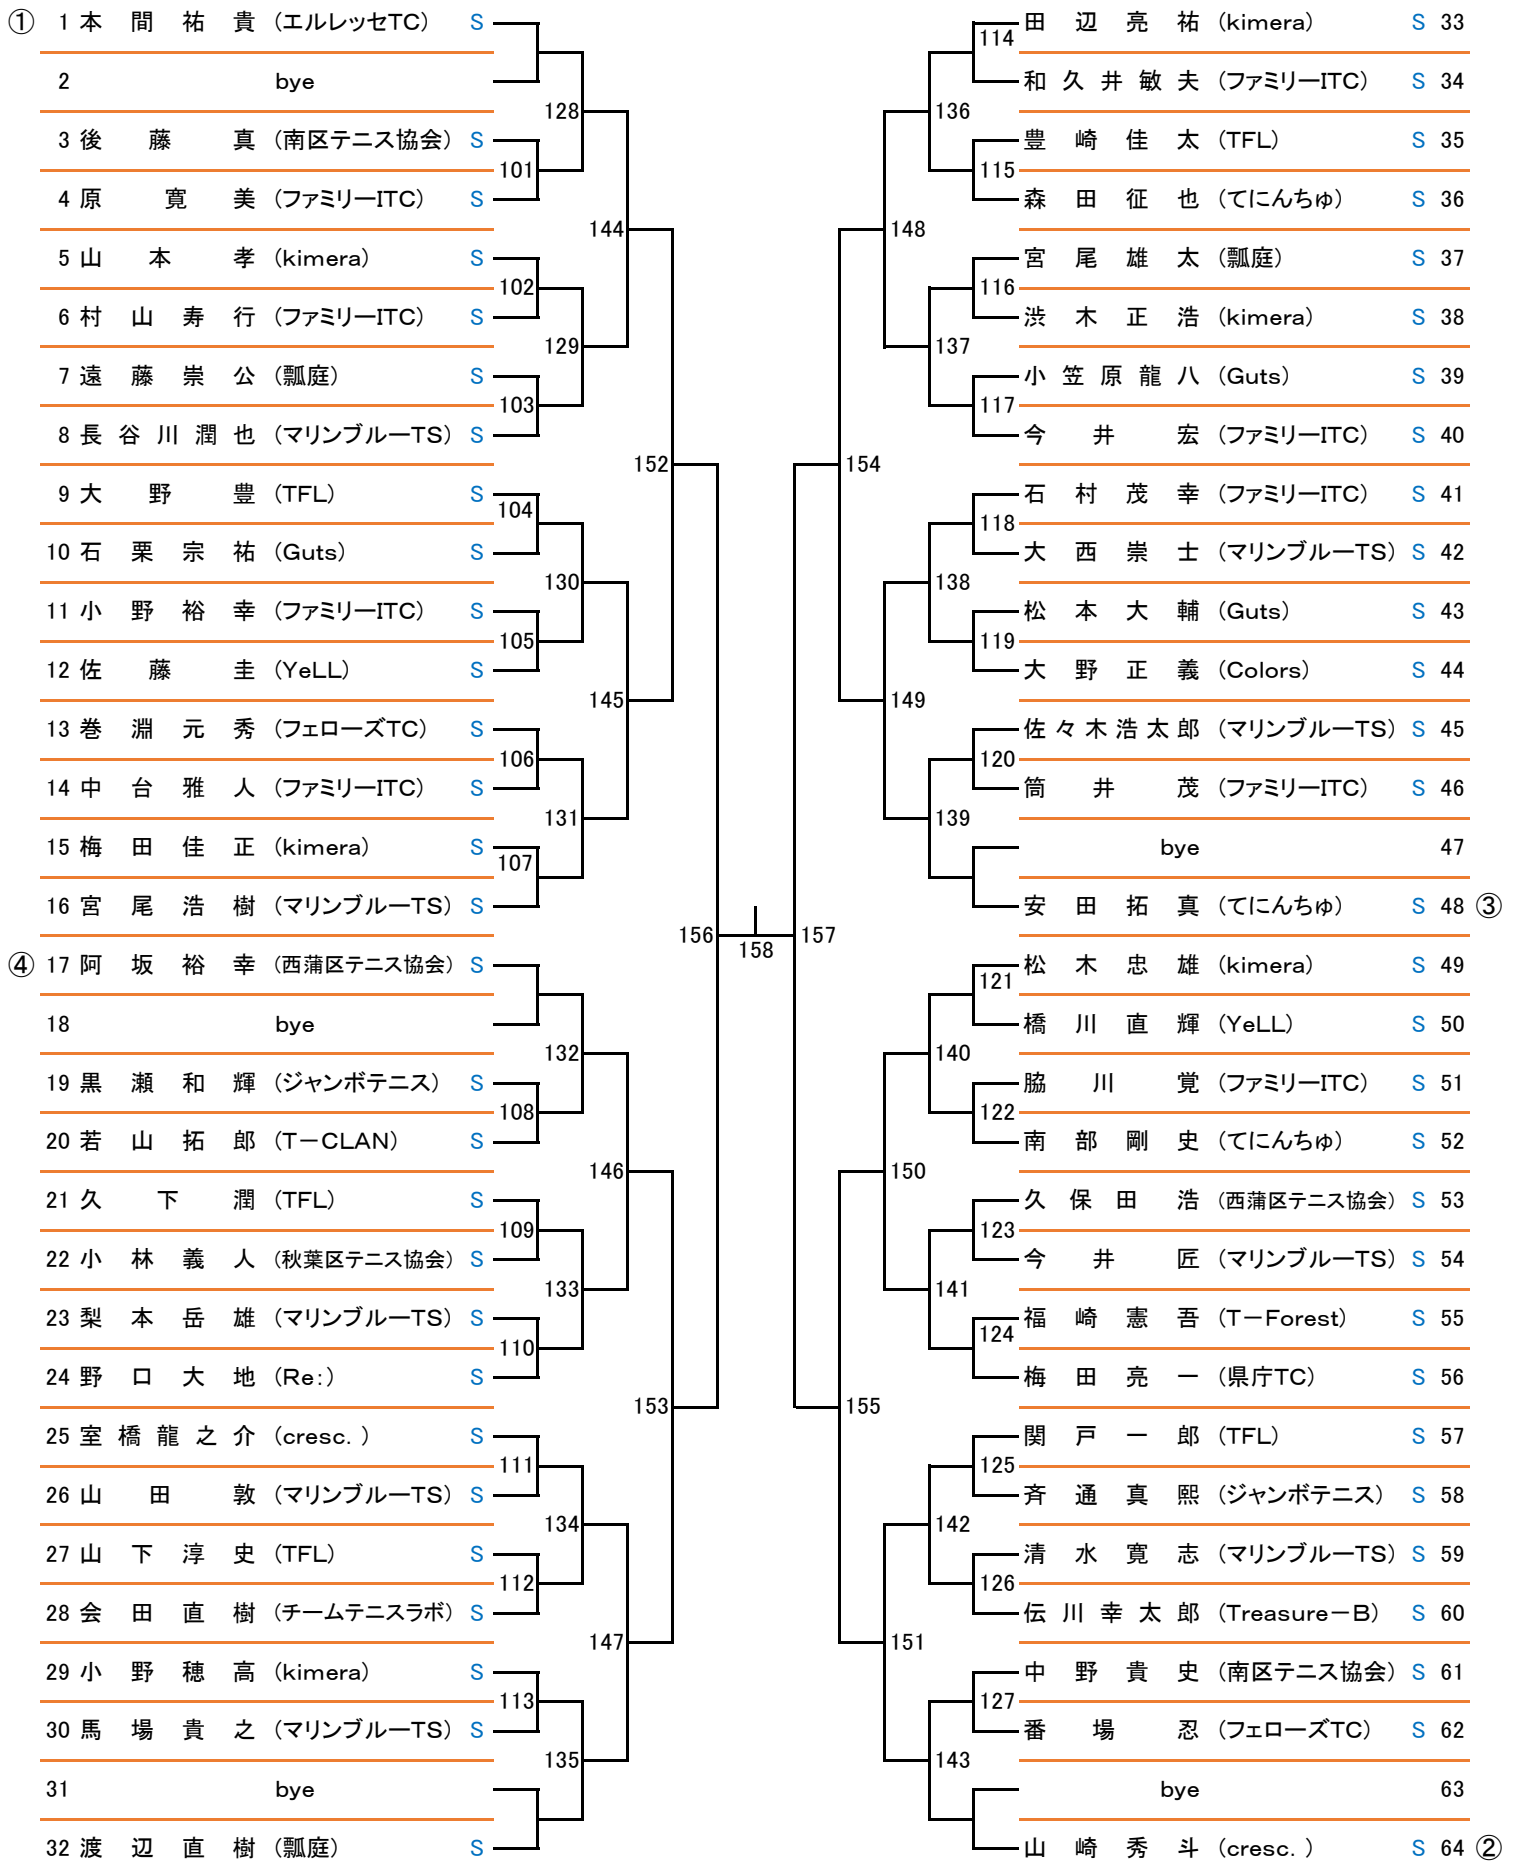 ① 1 本間祐貴 (エルレッセTC) S
2 bye
3 後藤真 (南区テニス協会) S
4 原寛美 (ファミリーITC) S
5 山本孝 (kimera) S
6 村山寿行 (ファミリーITC) S
7 遠藤崇公 (瓢庭) S
8 長谷川潤也 (マリンブルーTS) S
9 大野豊 (TFL) S
10 石栗宗祐 (Guts) S
11 小野裕幸 (ファミリーITC) S
12 佐藤圭 (YeLL) S
13 巻淵元秀 (フェローズTC) S
14 中台雅人 (ファミリーITC) S
15 梅田佳正 (kimera) S
16 宮尾浩樹 (マリンブルーTS) S
④ 17 阿坂裕幸 (西蒲区テニス協会) S
18 bye
19 黒瀬和輝 (ジャンボテニス) S
20 若山拓郎 (T－CLAN) S
21 久下潤 (TFL) S
22 小林義人 (秋葉区テニス協会) S
23 梨本岳雄 (マリンブルーTS) S
24 野口大地 (Re:) S
25 室橋龍之介 (cresc.) S
26 山田敦 (マリンブルーTS) S
27 山下淳史 (TFL) S
28 会田直樹 (チームテニスラボ) S
29 小野穂高 (kimera) S
30 馬場貴之 (マリンブルーTS) S
31 bye
32 渡辺直樹 (瓢庭) S
101
102
103
104
105
106
107
108
109
110
111
112
113
128
129
130
131
132
133
134
135
144
145
146
147
152
153
156
158
157
154
155
148
149
150
151
136
137
138
139
140
141
142
143
114
115
116
117
118
119
120
121
122
123
124
125
126
127
田辺亮祐 (kimera) S 33
和久井敏夫 (ファミリーITC) S 34
豊崎佳太 (TFL) S 35
森田征也 (てにんちゅ) S 36
宮尾雄太 (瓢庭) S 37
渋木正浩 (kimera) S 38
小笠原龍八 (Guts) S 39
今井宏 (ファミリーITC) S 40
石村茂幸 (ファミリーITC) S 41
大西崇士 (マリンブルーTS) S 42
松本大輔 (Guts) S 43
大野正義 (Colors) S 44
佐々木浩太郎 (マリンブルーTS) S 45
筒井茂 (ファミリーITC) S 46
bye 47
安田拓真 (てにんちゅ) S 48 ③
松木忠雄 (kimera) S 49
橋川直輝 (YeLL) S 50
脇川覚 (ファミリーITC) S 51
南部剛史 (てにんちゅ) S 52
久保田浩 (西蒲区テニス協会) S 53
今井匠 (マリンブルーTS) S 54
福崎憲吾 (T－Forest) S 55
梅田亮一 (県庁TC) S 56
関戸一郎 (TFL) S 57
斉通真熙 (ジャンボテニス) S 58
清水寛志 (マリンブルーTS) S 59
伝川幸太郎 (Treasure－B) S 60
中野貴史 (南区テニス協会) S 61
番場忍 (フェローズTC) S 62
bye 63
山崎秀斗 (cresc.) S 64 ②